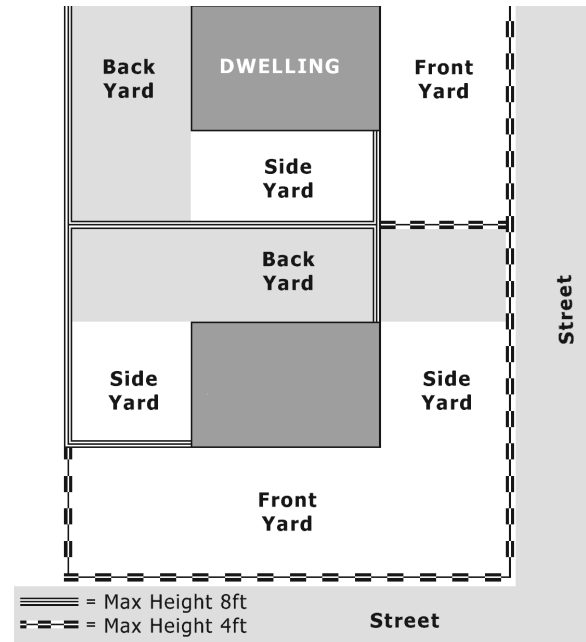 Back
Yard
DWELLING
Front
Yard
Side
Yard
Back
Yard
Street
Side
Yard
Side
Yard
Front
Yard
= Max Height 8ft
= Max Height 4ft
Street